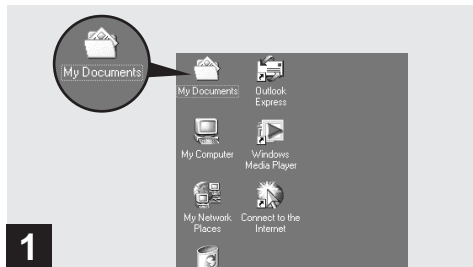 My Documents
My Documents
Outlook
Express
My Computer
Windows
Media Player
My Network
Places
Connect to the
Internet
1